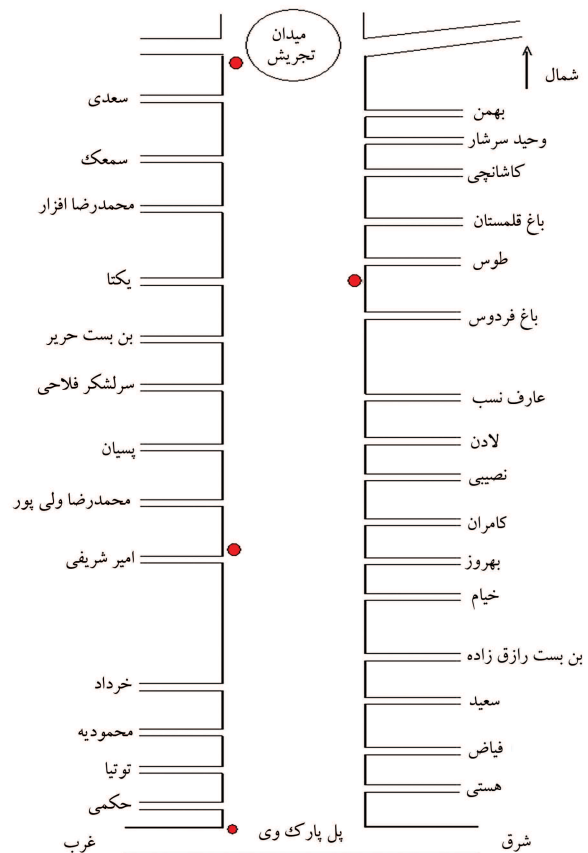 میدان
تجریش
شمال
بهمن
وحید سرشار
کاشانچی
باغ قلمستان
طوس
باغ فردوس
عارف نسب
لادن
نصیبی
کامران
بهروز
خیام
بن بست رازق زاده
سعید
فیاض
هستی
شرق
سعدی
سمعک
محمدرضا افزار
یکتا
بن بست حریر
سرلشکر فلاحی
پسیان
محمدرضا ولی پور
امیر شریفی
خرداد
محمودیه
توتیا
حکمی
پل پارک وی
غرب